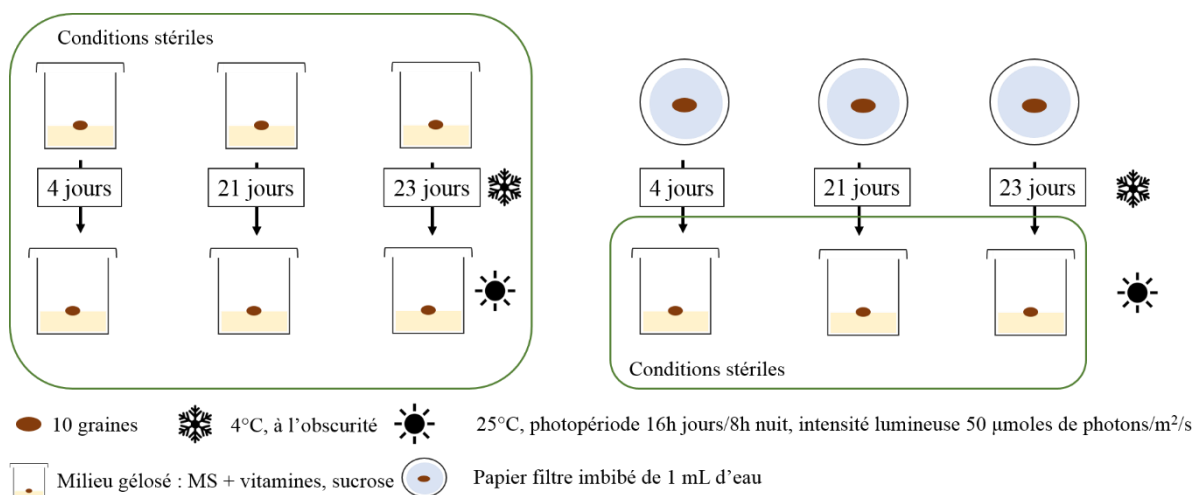 Conditions stériles
4 jours
21 jours
23 jours
4 jours
21 jours
23 jours
Conditions stériles
10 graines
4°C, à l’obscurité
25°C, photopériode 16h jours/8h nuit, intensité lumineuse 50 µmoles de photons/m²/s
Milieu gélosé : MS + vitamines, sucrose
Papier filtre imbibé de 1 mL d’eau